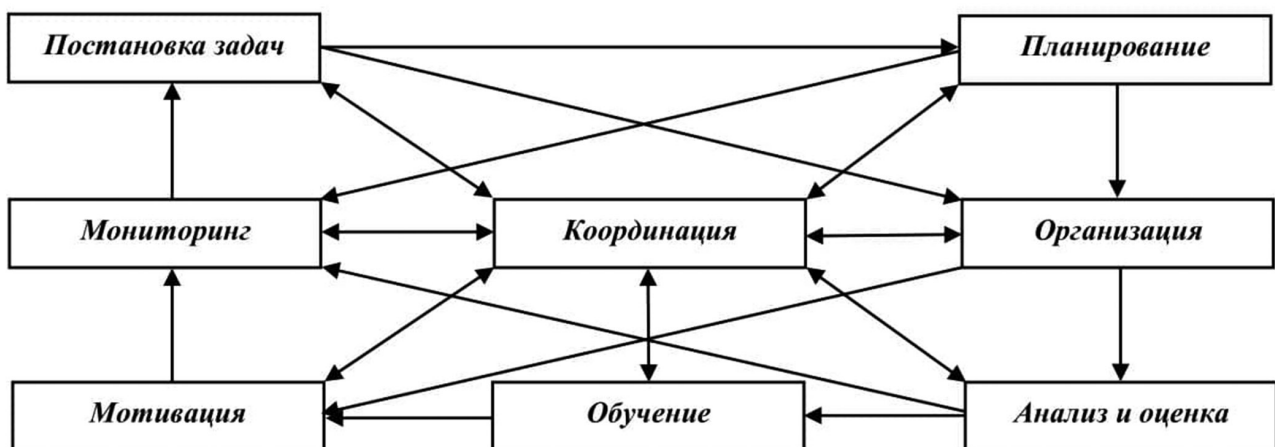 Постановка задач
Планирование
Мониторинг
Координация
Организация
Мотивация
Обучение
Анализ и оценка